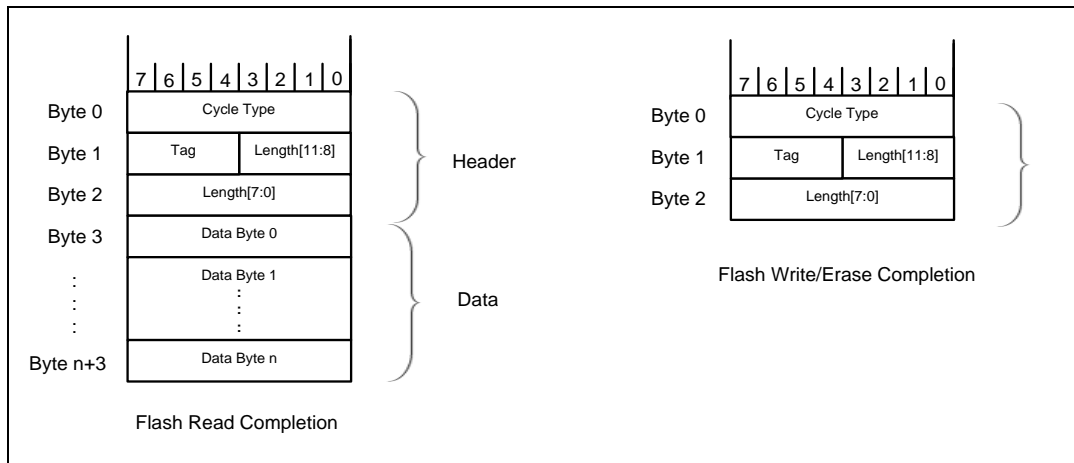 7 6 5 4 3 2 1 0
Byte 0 Cycle Type
Byte 1 Tag Length[11:8]
Byte 2 Length[7:0]
Header
Byte 3 Data Byte 0
Data Byte 1
:
:
:
:
:
Data
Byte n+3 Data Byte n
Flash Read Completion
7 6 5 4 3 2 1 0
Byte 0 Cycle Type
Byte 1 Tag Length[11:8]
Byte 2 Length[7:0]
Flash Write/Erase Completion